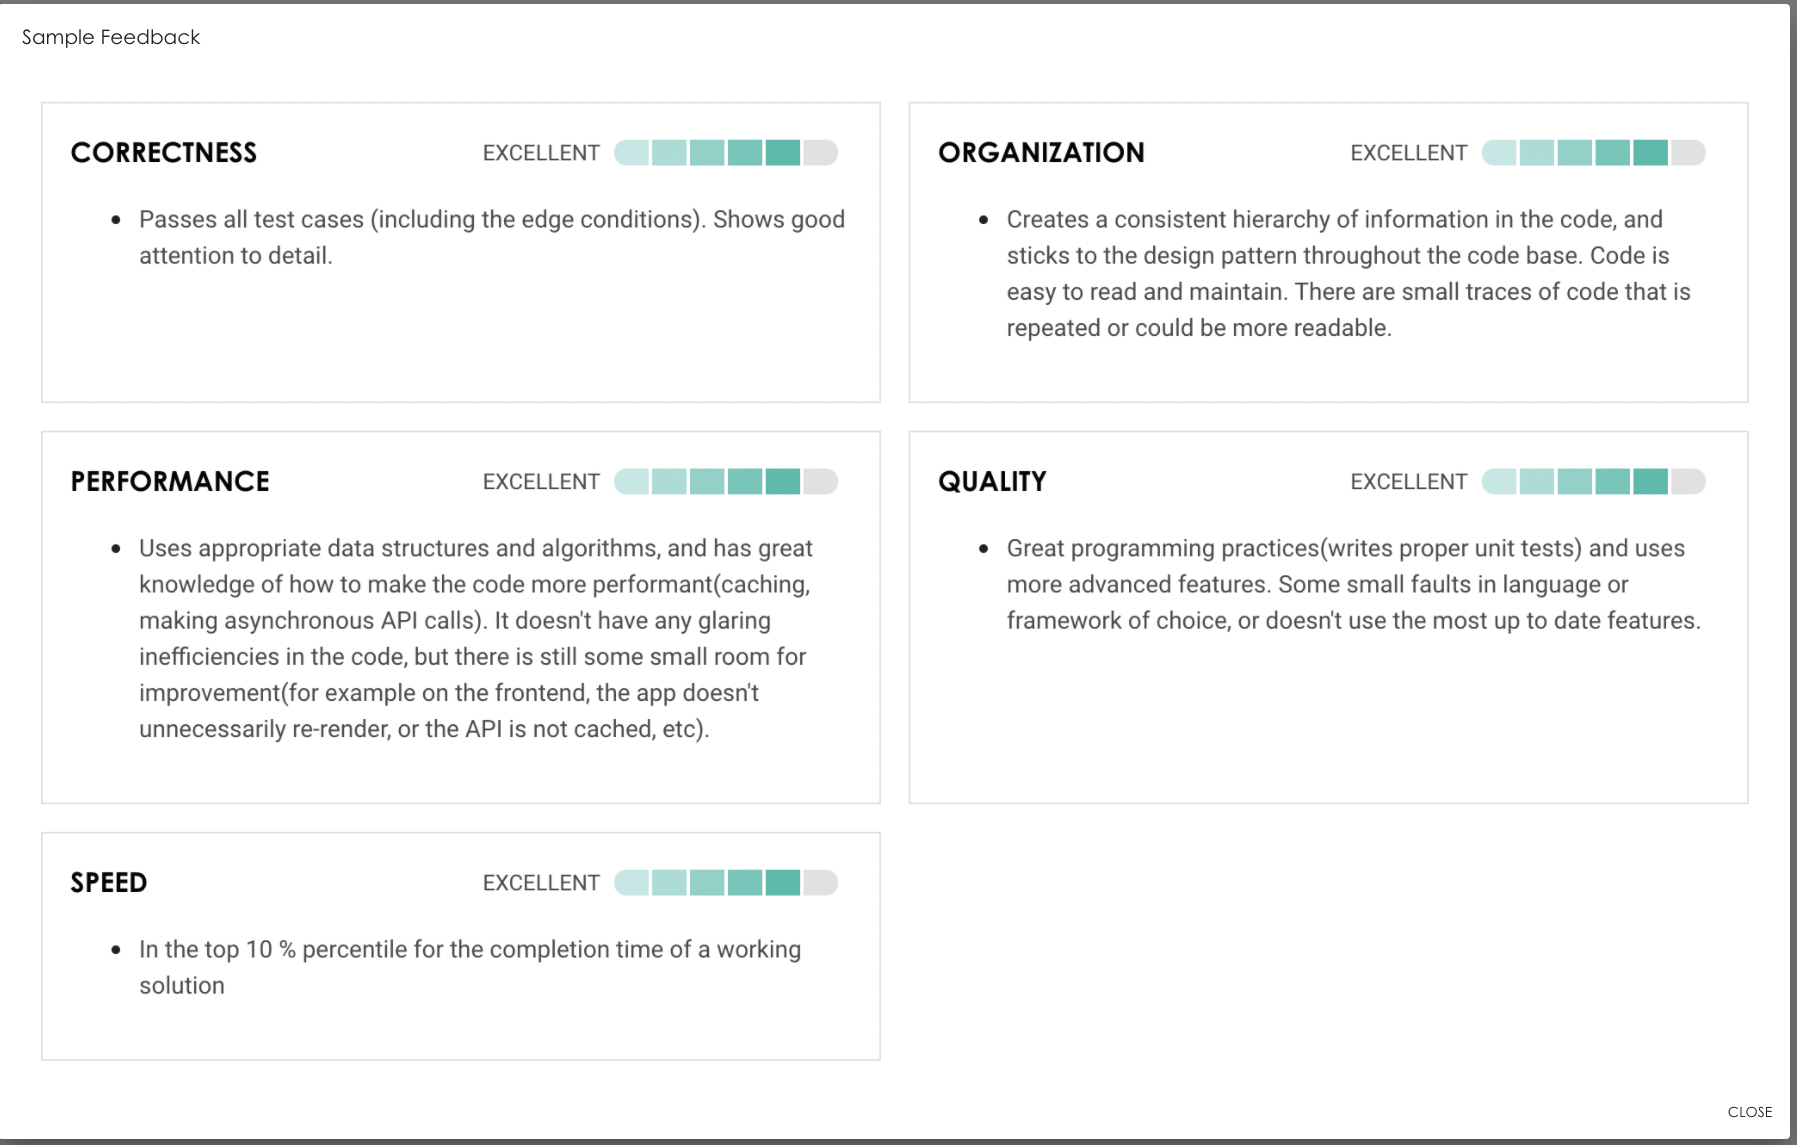 Sample Feedback
CORRECTNESS
EXCELLENT
• Passes all test cases (including the edge conditions). Shows good
attention to detail.
ORGANIZATION
EXCELLENT
• Creates a consistent hierarchy of information in the code, and
sticks to the design pattern throughout the code base. Code is
easy to read and maintain. There are small traces of code that is
repeated or could be more readable.
PERFORMANCE
EXCELLENT
• Uses appropriate data structures and algorithms, and has great
knowledge of how to make the code more performant(caching,
making asynchronous API calls). It doesn't have any glaring
inefficiencies in the code, but there is still some small room for
improvement(for example on the frontend, the app doesn't
unnecessarily re-render, or the API is not cached, etc).
QUALITY
EXCELLENT
• Great programming practices(writes proper unit tests) and uses
more advanced features. Some small faults in language or
framework of choice, or doesn't use the most up to date features.
SPEED
EXCELLENT
• In the top 10 % percentile for the completion time of a working
solution
CLOSE